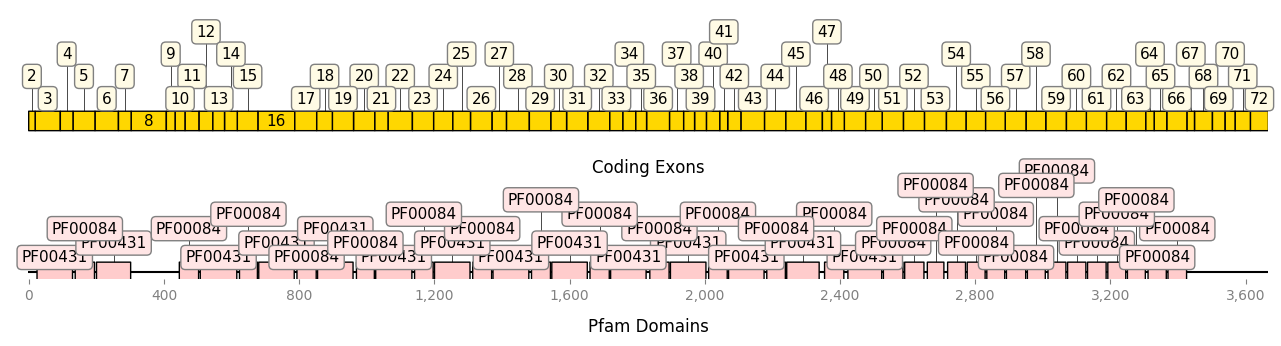 12 41 47
4 9 14 25 27 34 37 40 45 54 58 64 67 70
2 5 7 11 15 18 20 22 24 28 30 32 35 38 42 44 48 50 52 55 57 60 62 65 68 71
3 6 10 13 17 19 21 23 26 29 31 33 36 39 43 46 49 51 53 56 59 61 63 66 69 72
8 16
Coding Exons
PF00084
PF00084 PF00084
PF00084 PF00084 PF00084
PF00084 PF00084 PF00084 PF00084 PF00084 PF00084 PF00084
PF00084 PF00084 PF00431 PF00084 PF00084 PF00084 PF00084 PF00084 PF00084
PF00431 PF00431 PF00084 PF00431 PF00431 PF00431 PF00431 PF00084 PF00084 PF00084
PF00431 PF00431 PF00084 PF00431 PF00431 PF00431 PF00431 PF00431 PF00084 PF00084
0 400 800 1,200 1,600 2,000 2,400 2,800 3,200 3,600
Pfam Domains